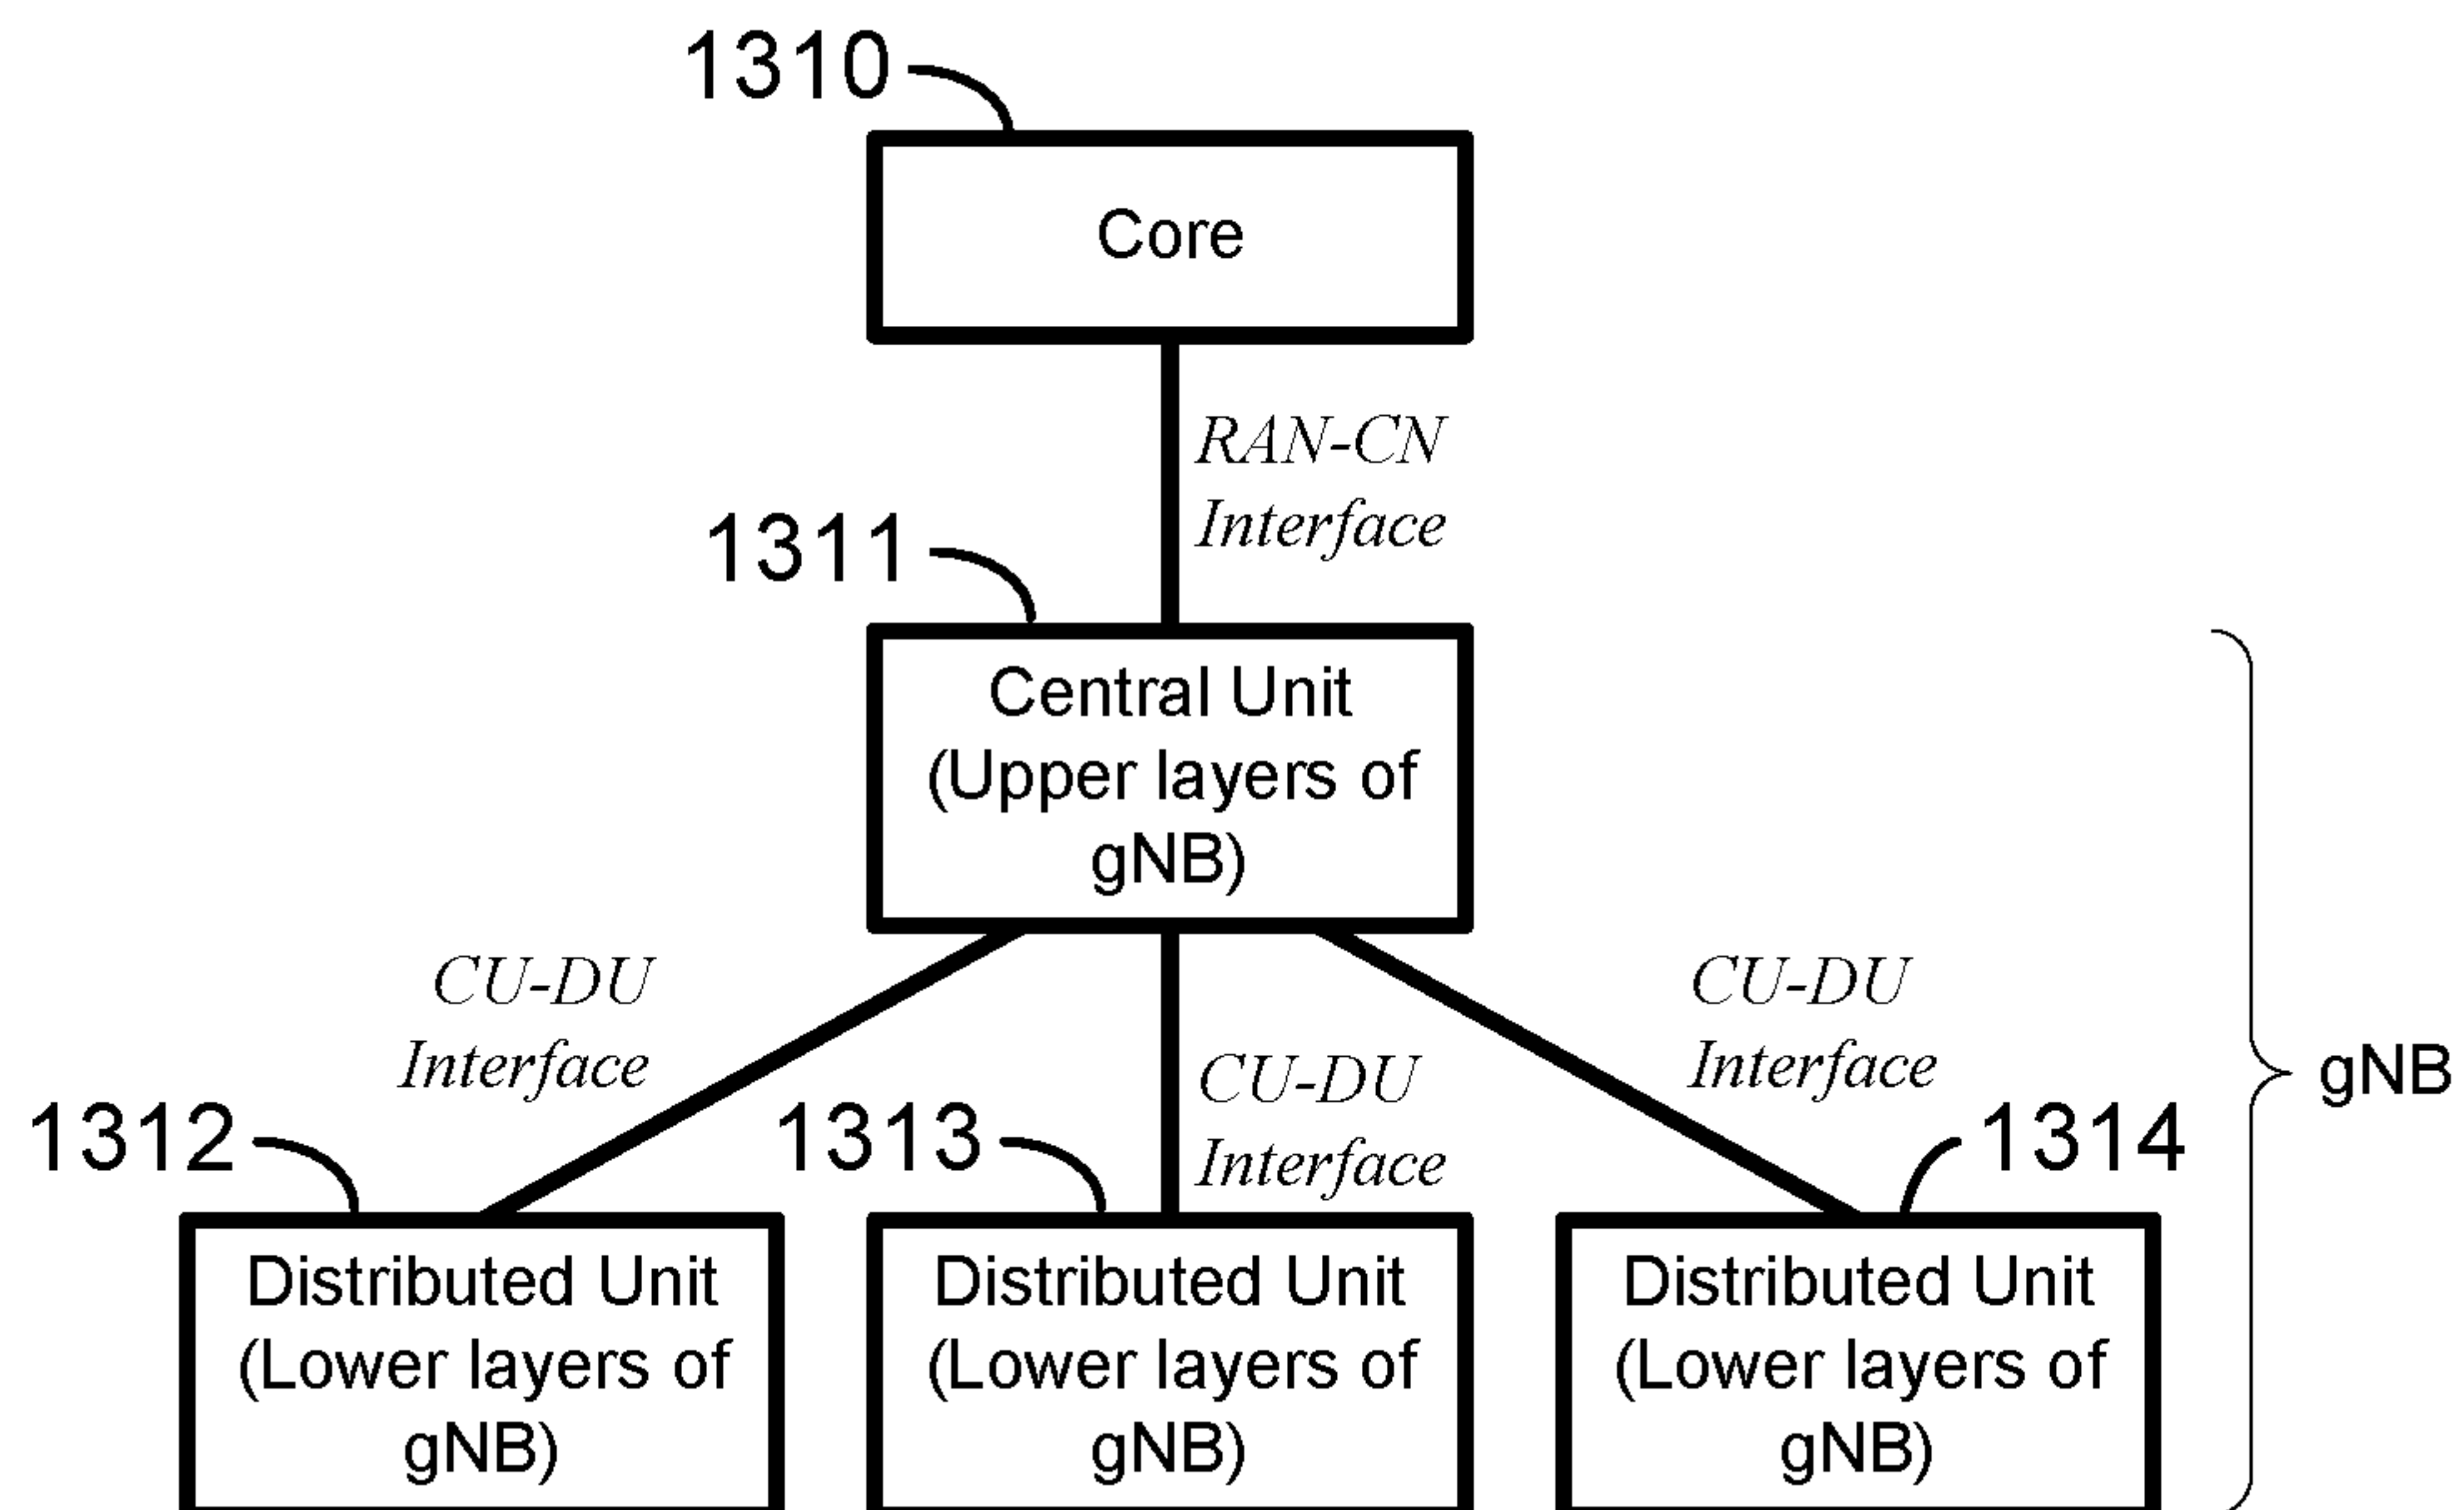 1310
Core
RAN-CN
Interface
1311
Central Unit
(Upper layers of
gNB)
CU-DU
Interface
CU-DU
Interface
CU-DU
Interface
gNB
1312
1313
1314
Distributed Unit
(Lower layers of
gNB)
Distributed Unit
(Lower layers of
gNB)
Distributed Unit
(Lower layers of
gNB)